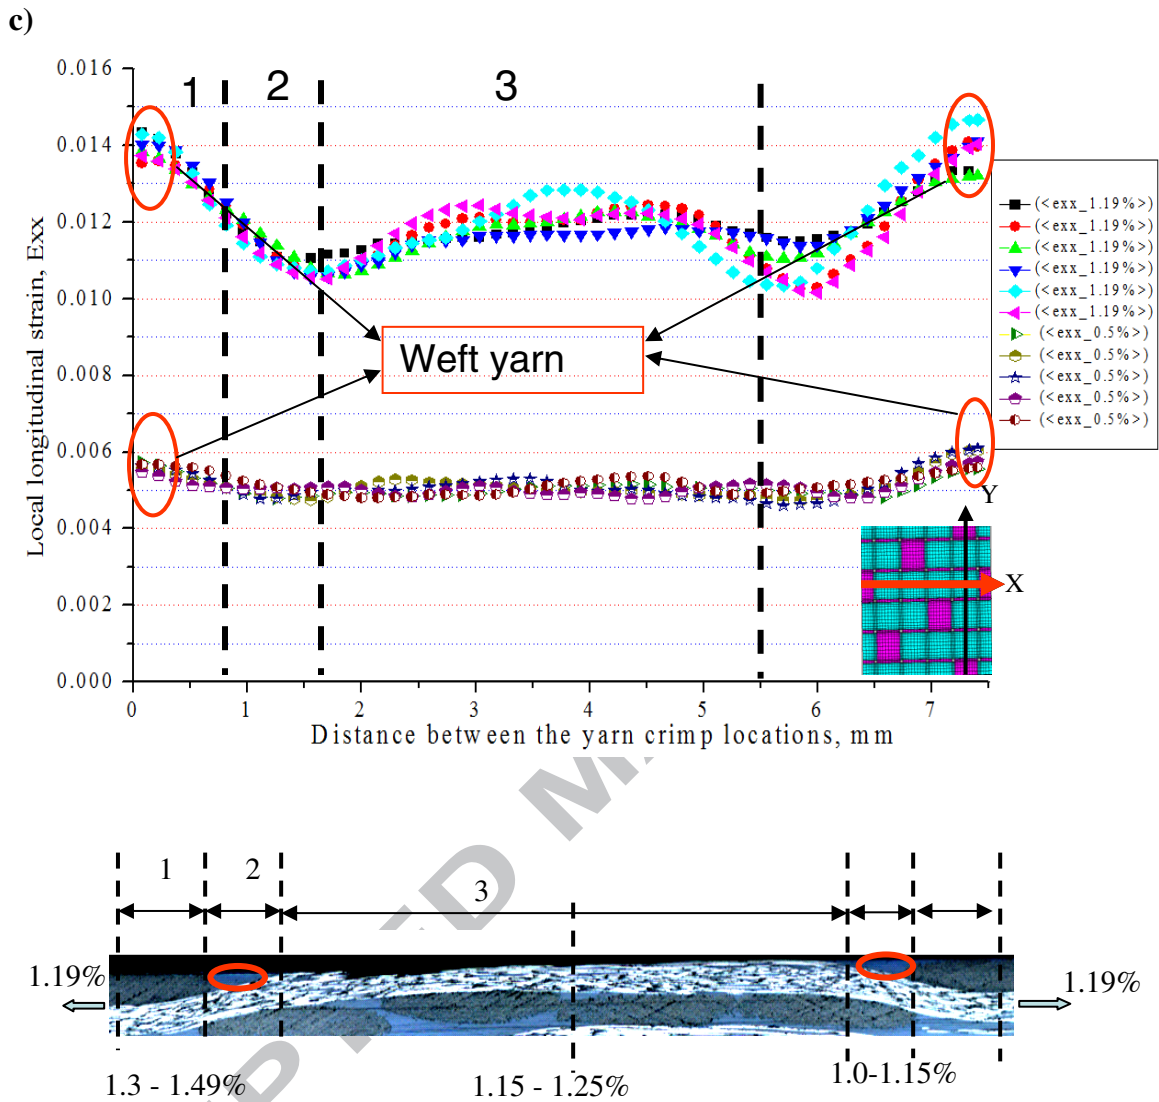 c)
0.016
0.014
0.012
0.010
0.008
0.006
0.004
0.002
0.000
Local longitudinal strain, Exx
1 2 3
Weft yarn
(<exx_1.19%>)
(<exx_1.19%>)
(<exx_1.19%>)
(<exx_1.19%>)
(<exx_1.19%>)
(<exx_1.19%>)
(<exx_0.5%>)
(<exx_0.5%>)
(<exx_0.5%>)
(<exx_0.5%>)
(<exx_0.5%>)
Y
X
0 1 2 3 4 5 6 7
Distance between the yarn crimp locations, mm
1 2 3
1.19% 1.19%
1.3 - 1.49% 1.15 - 1.25% 1.0-1.15%